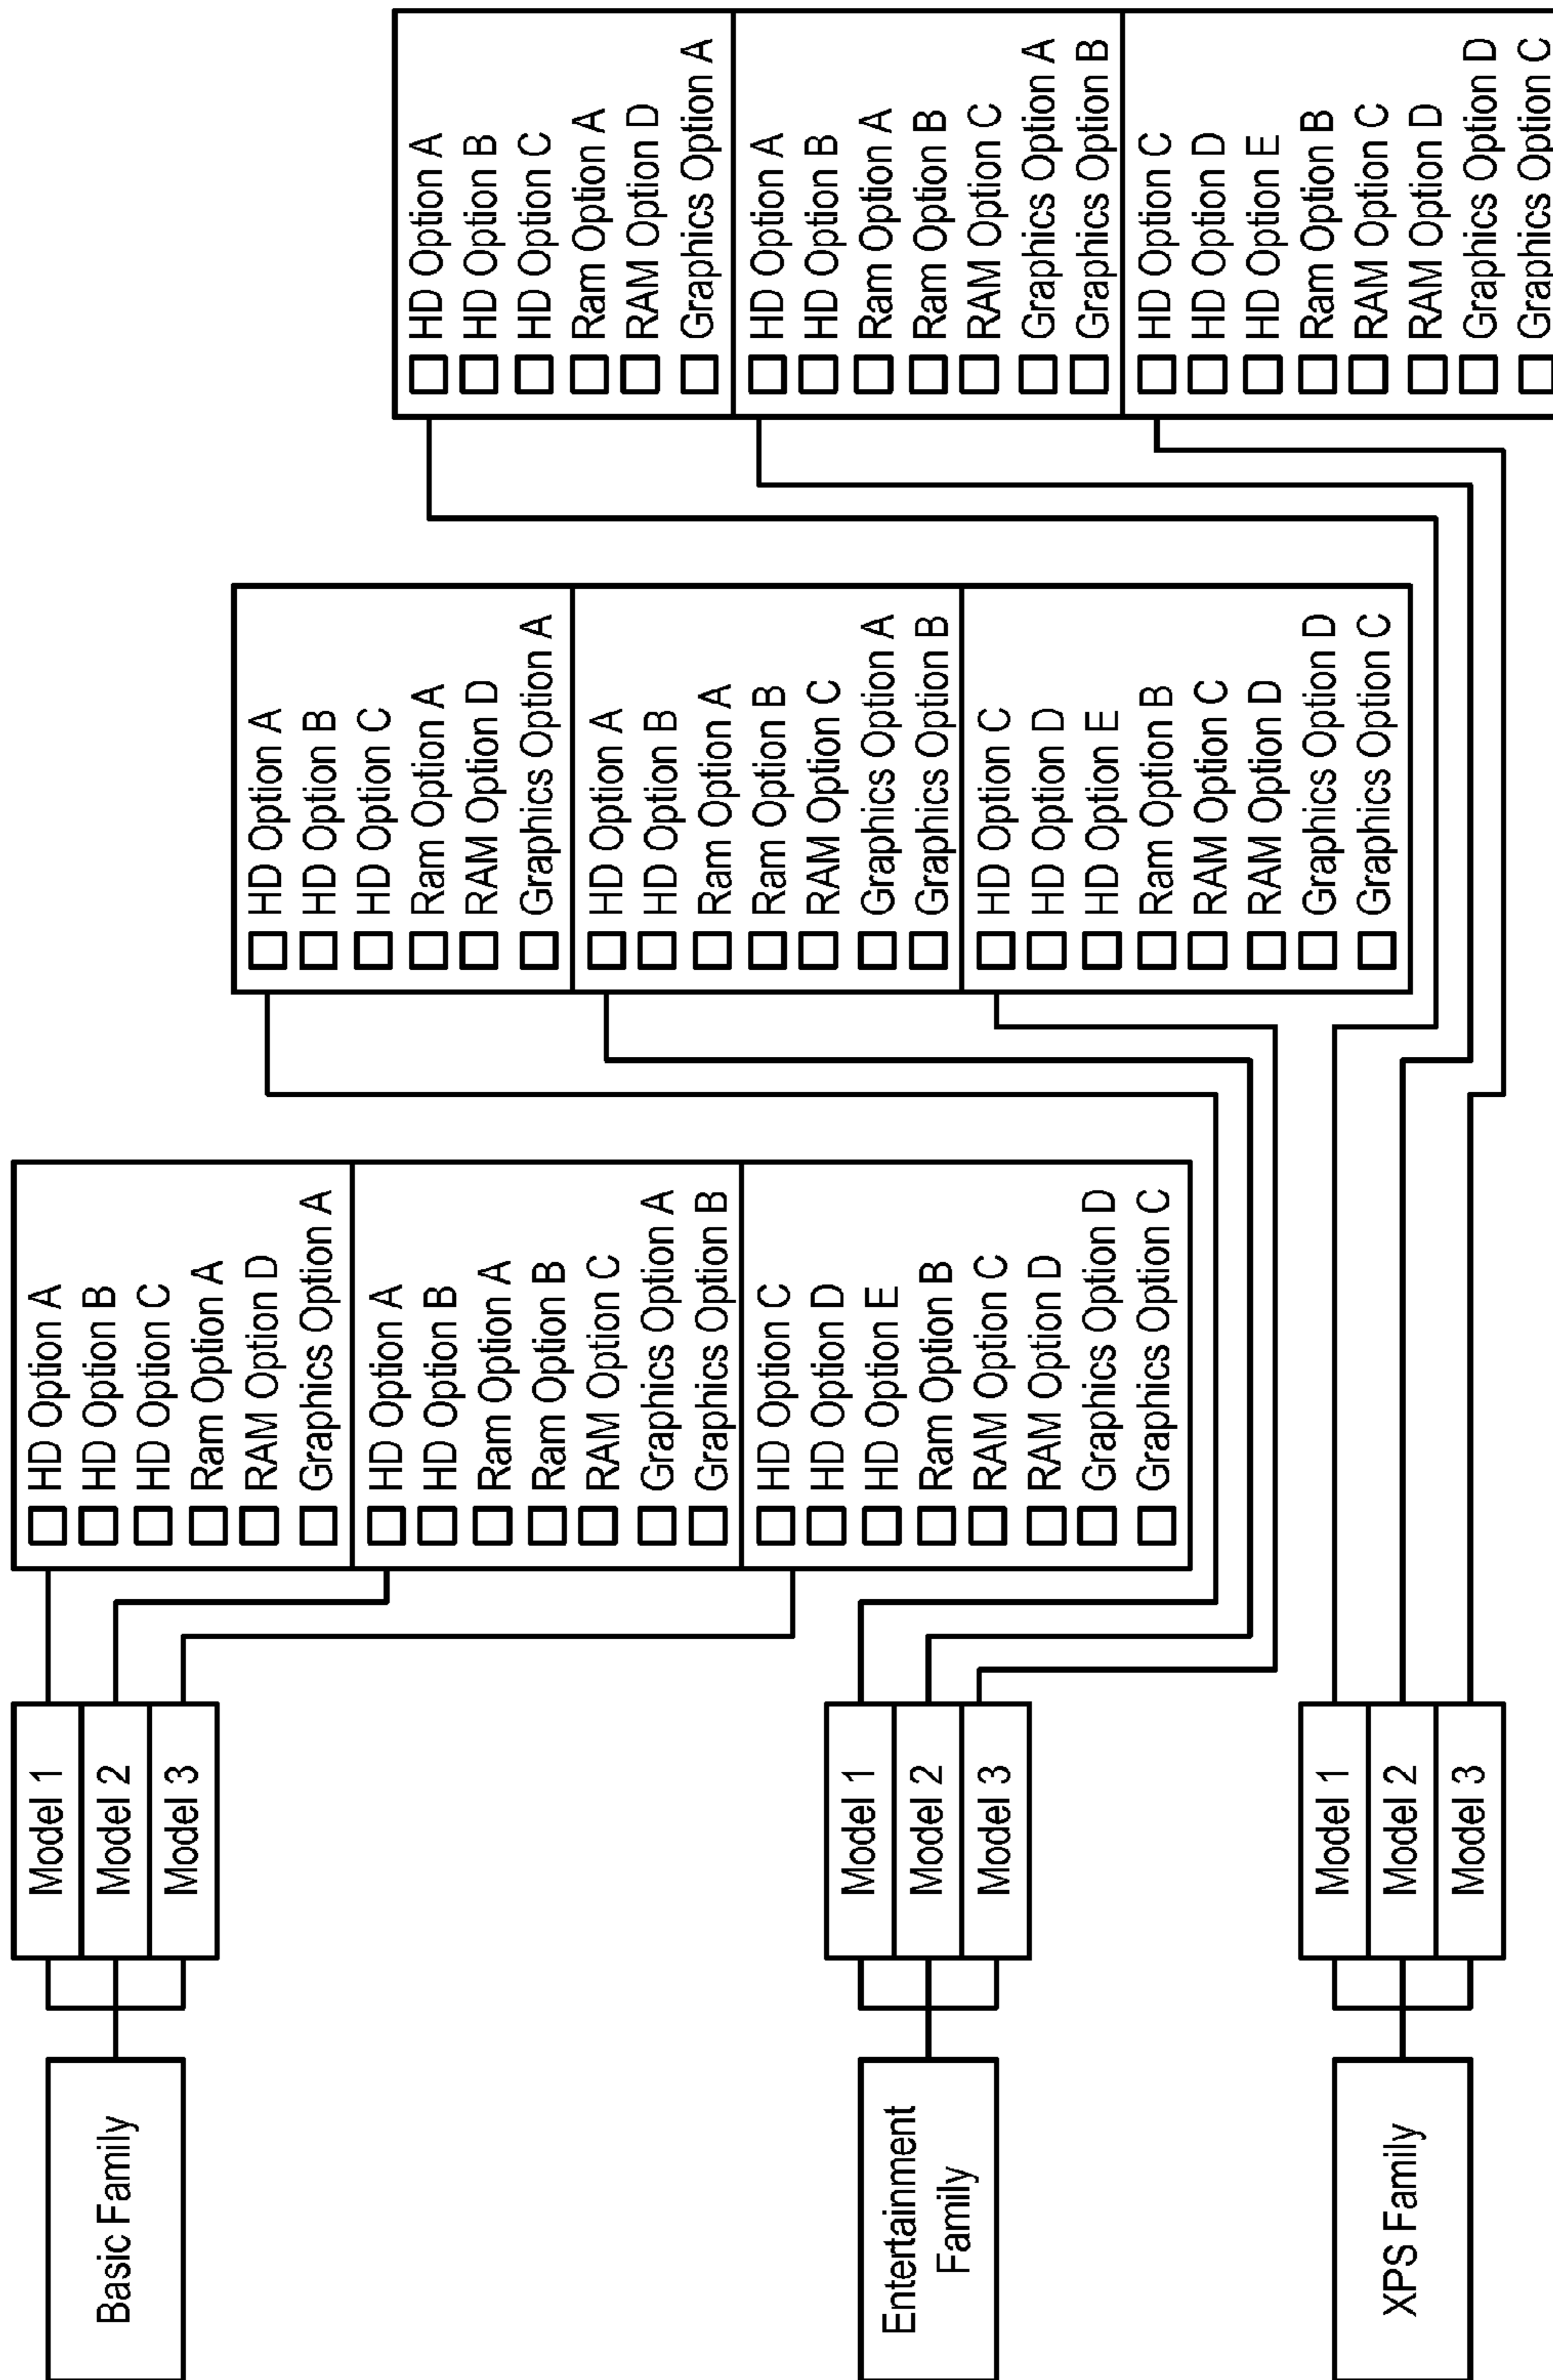 Basic Family
Model 1
Model 2
Model 3
HD Option A
HD Option B
HD Option C
Ram Option A
RAM Option D
Graphics Option A
HD Option A
HD Option B
Ram Option A
Ram Option B
RAM Option C
Graphics Option A
Graphics Option B
HD Option C
HD Option D
HD Option E
Ram Option B
RAM Option C
RAM Option D
Graphics Option D
Graphics Option C
Entertainment
Family
Model 1
Model 2
Model 3
HD Option A
HD Option B
HD Option C
Ram Option A
RAM Option D
Graphics Option A
HD Option A
HD Option B
Ram Option A
Ram Option B
RAM Option C
Graphics Option A
Graphics Option B
HD Option C
HD Option D
HD Option E
Ram Option B
RAM Option C
RAM Option D
Graphics Option D
Graphics Option C
XPS Family
Model 1
Model 2
Model 3
HD Option A
HD Option B
HD Option C
Ram Option A
RAM Option D
Graphics Option A
HD Option A
HD Option B
Ram Option A
Ram Option B
RAM Option C
Graphics Option A
Graphics Option B
HD Option C
HD Option D
HD Option E
Ram Option B
RAM Option C
RAM Option D
Graphics Option D
Graphics Option C